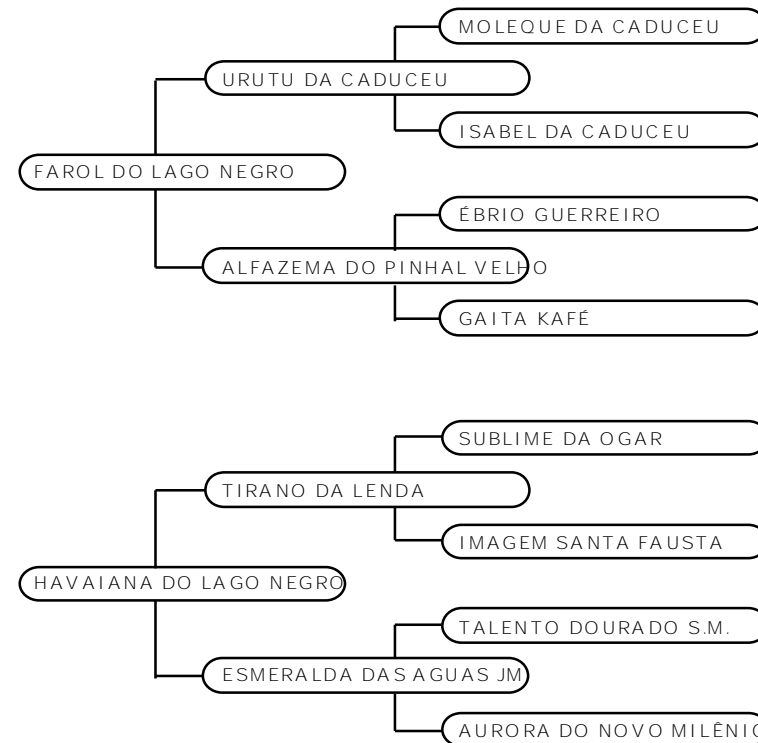 MOLEQUE DA CADUCEU
URUTU DA CADUCEU
ISABEL DA CADUCEU
FAROL DO LAGO NEGRO
ÉBRIO GUERREIRO
ALFAZEMA DO PINHAL VELHO
GAITA KAFÉ
SUBLIME DA OGAR
TIRANO DA LENDA
IMAGEM SANTA FAUSTA
HAVAIANA DO LAGO NEGRO
TALENTO DOURADO S.M.
ESMERALDA DAS AGUAS JM
AURORA DO NOVO MILÊNIO